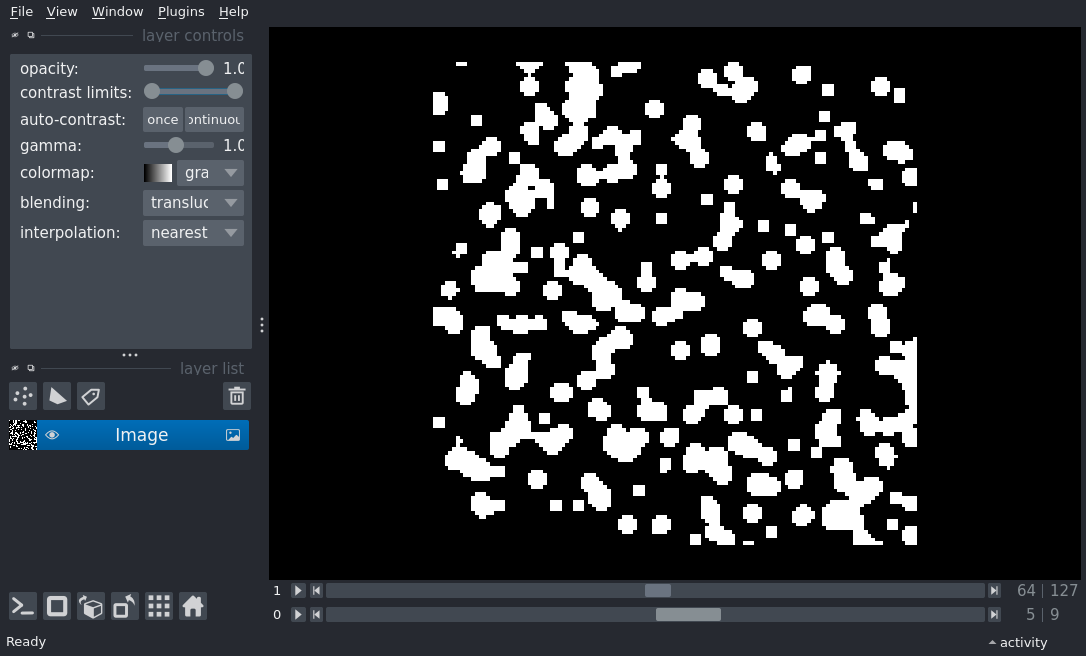 File View Window Plugins Help
layer controls
opacity: 1.0
contrast limits:
auto-contrast: once ontinuou
gamma: 1.0
colormap: gra
blending: transluc
interpolation: nearest
layer list
Image
1 64 | 127
0 5 | 9
Ready activity